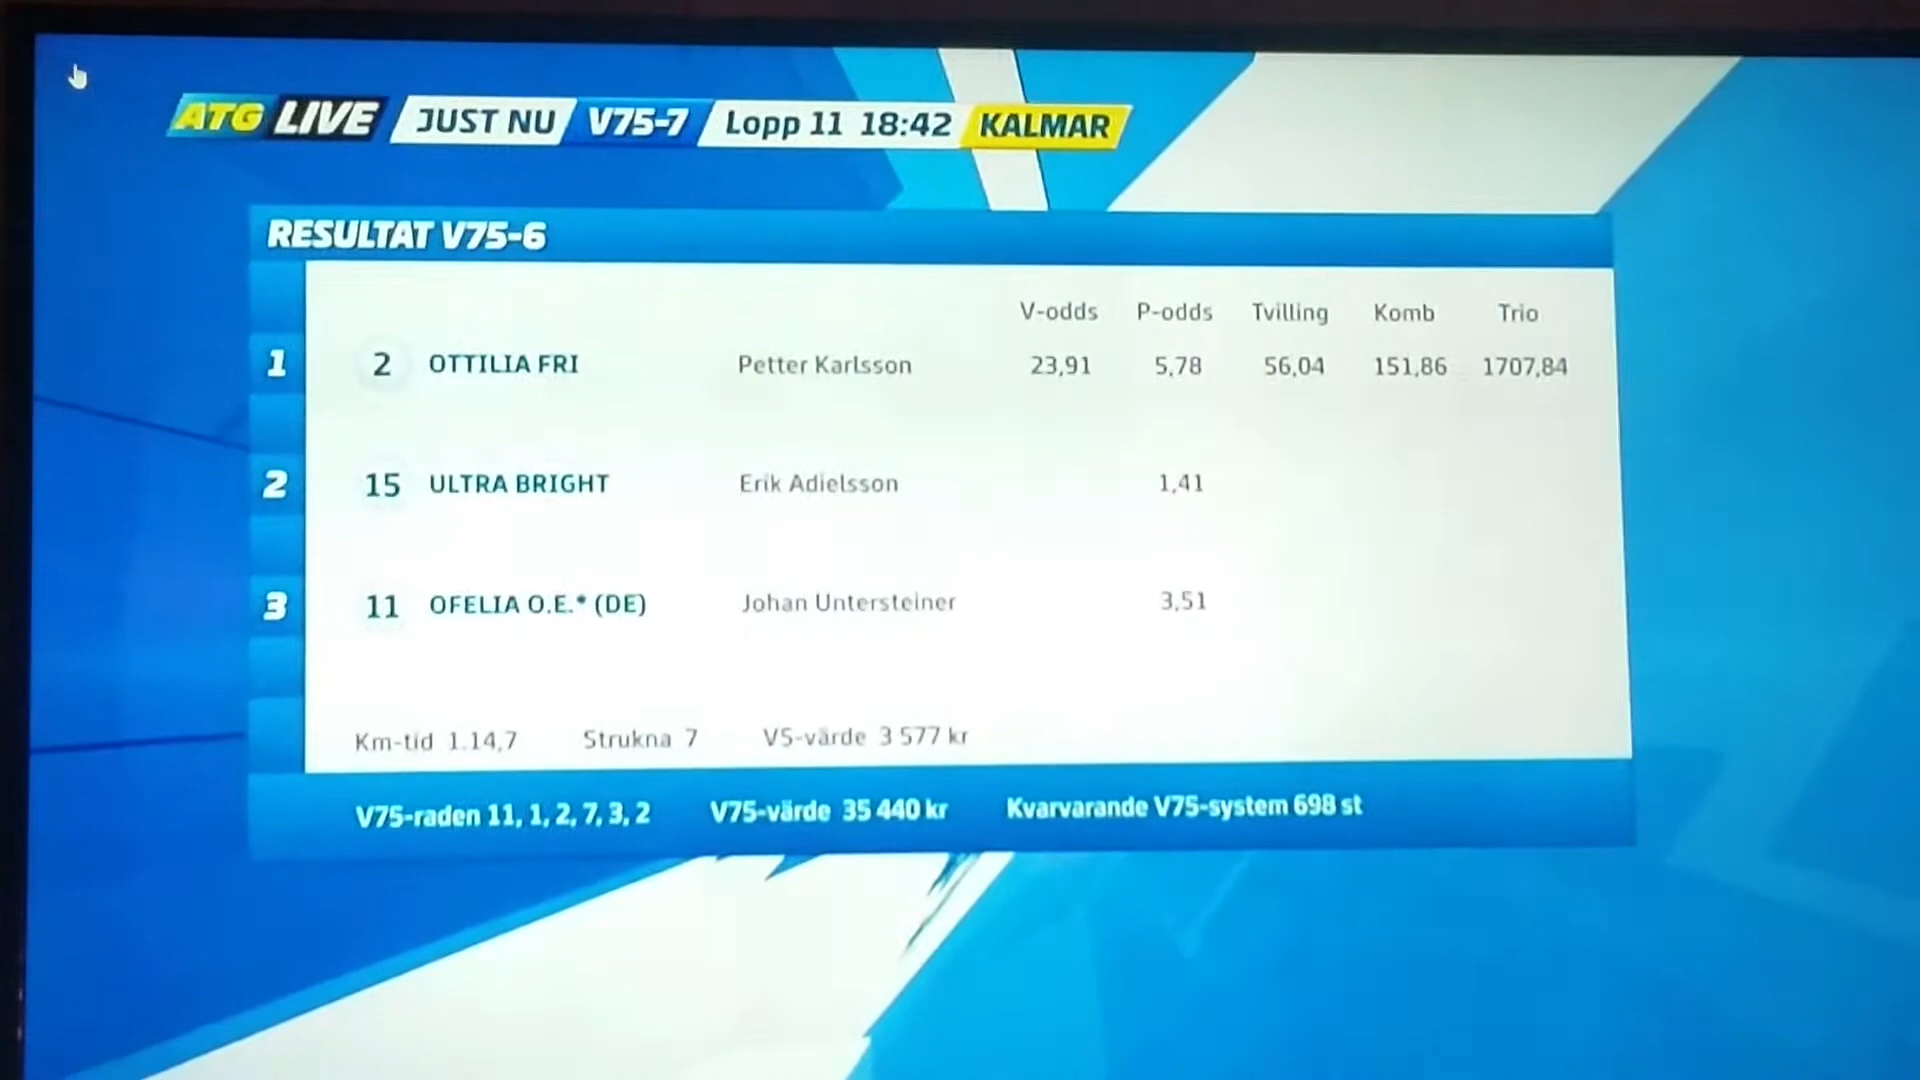 ATG LIVE JUST NU V75-7 Lopp 11 18:42 KALMAR
RESULTAT V75-6
V-odds P-odds Tvilling Komb Trio
1 2 OTTILIA FRI Petter Karlsson 23,91 5,78 56,04 151,86 1707,84
2 15 ULTRA BRIGHT Erik Adielsson 1,41
3 11 OFELIA O.E.* (DE) Johan Untersteiner 3,51
Km-tid 1.14,7 Strukna 7 V5-värde 3 577 kr
V75-raden 11, 1, 2, 7, 3, 2 V75-värde 35 440 kr Kvarvarande V75-system 698 st